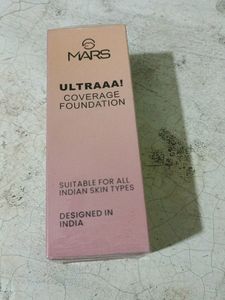 MARS
ULTRAAA!
COVERAGE
FOUNDATION
SUITABLE FOR ALL
INDIAN SKIN TYPES
DESIGNED IN
INDIA